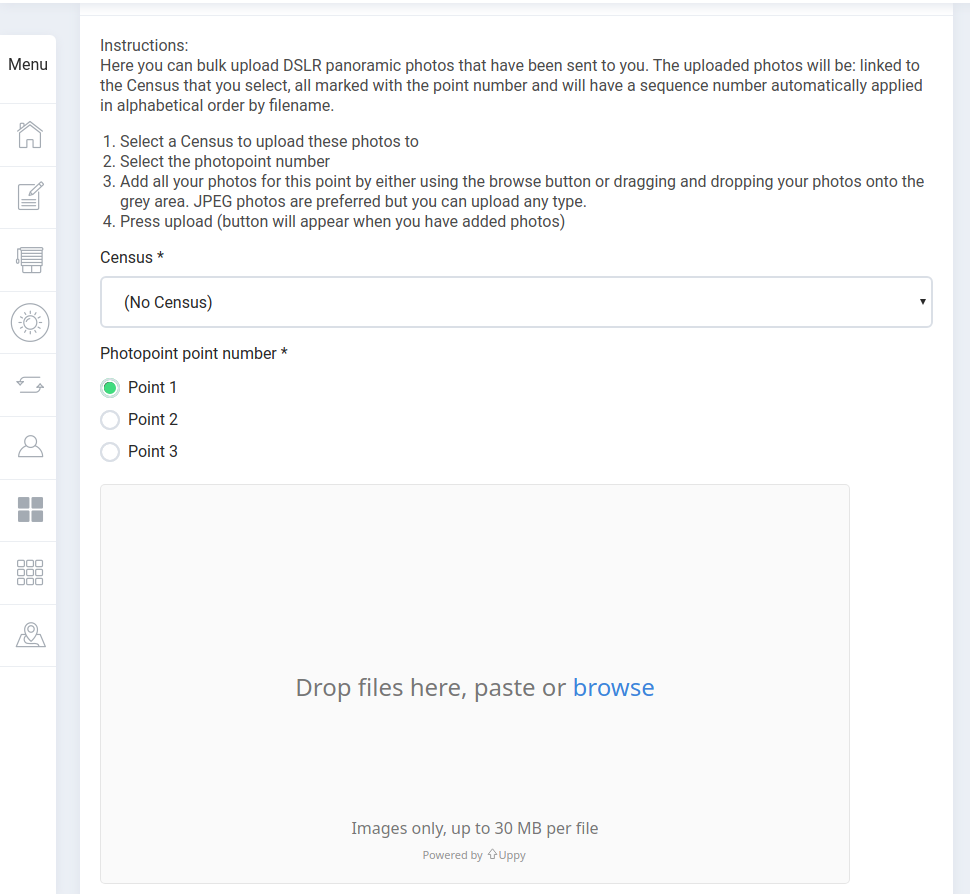 Menu
Instructions:
Here you can bulk upload DSLR panoramic photos that have been sent to you. The uploaded photos will be: linked to
the Census that you select, all marked with the point number and will have a sequence number automatically applied
in alphabetical order by filename.
1. Select a Census to upload these photos to
2. Select the photopoint number
3. Add all your photos for this point by either using the browse button or dragging and dropping your photos onto the
grey area. JPEG photos are preferred but you can upload any type.
4. Press upload (button will appear when you have added photos)
Census *
(No Census)
Photopoint point number *
Point 1
Point 2
Point 3
Drop files here, paste or browse
Images only, up to 30 MB per file
Powered by Uppy